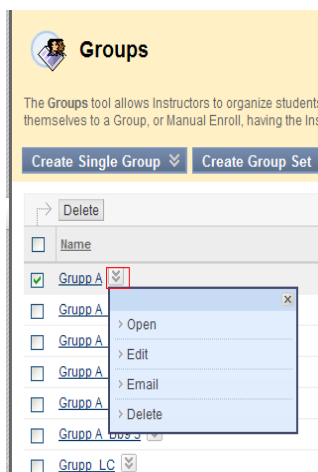 Groups
The Groups tool allows Instructors to organize students
themselves to a Group, or Manual Enroll, having the Ins
Create Single Group Create Group Set
Delete
Name
Grupp A
Grupp A
Open
Grupp A
Edit
Grupp A
Email
Grupp A
Delete
Grupp A
Grupp LC